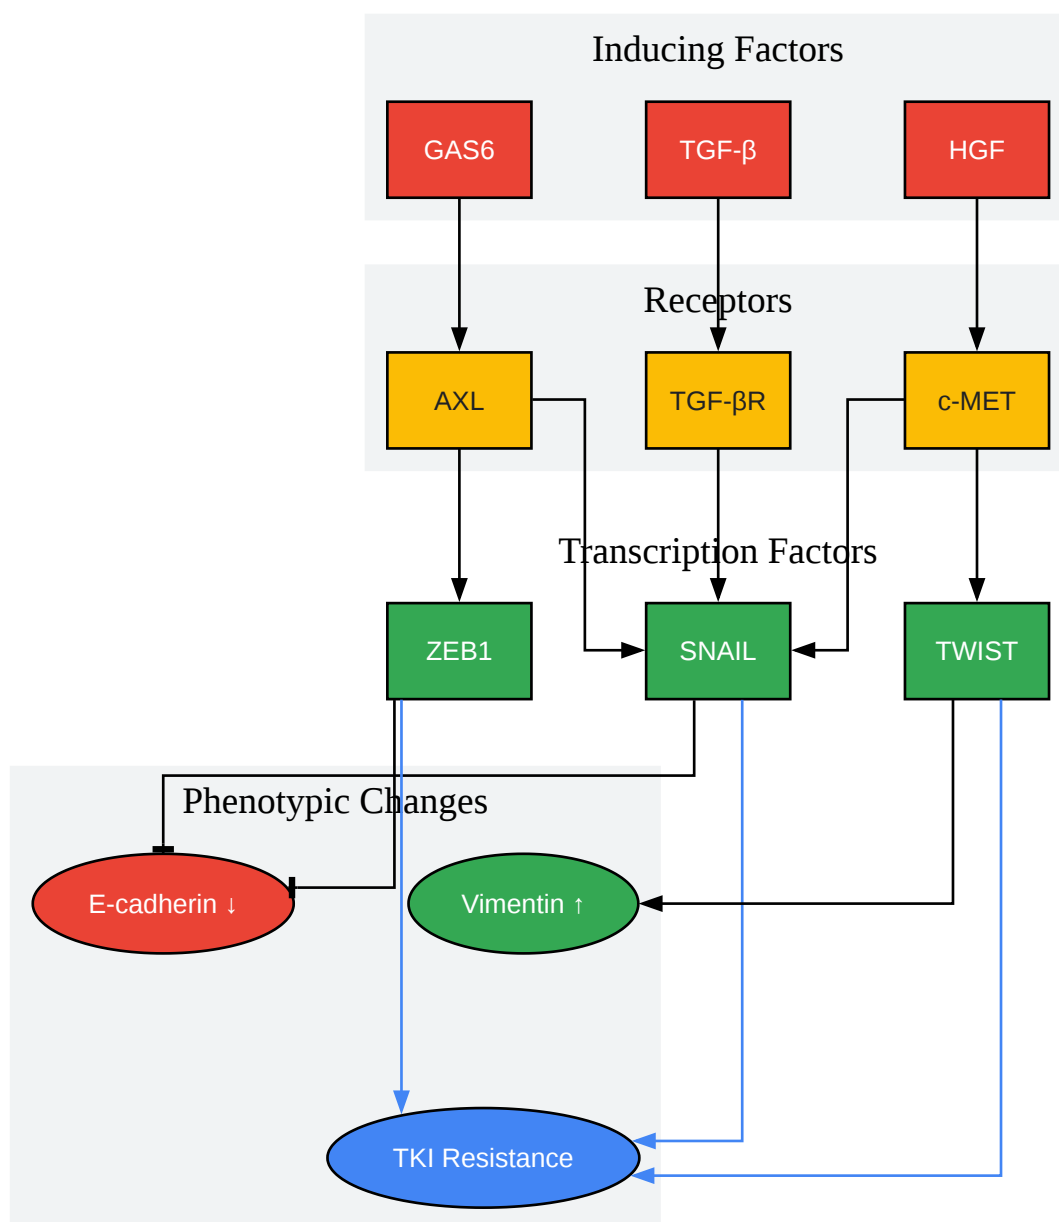 Inducing Factors
GAS6
TGF-β
HGF
Receptors
AXL
TGF-βR
c-MET
Transcription Factors
ZEB1
SNAIL
TWIST
Phenotypic Changes
E-cadherin ↓
Vimentin ↑
TKI Resistance